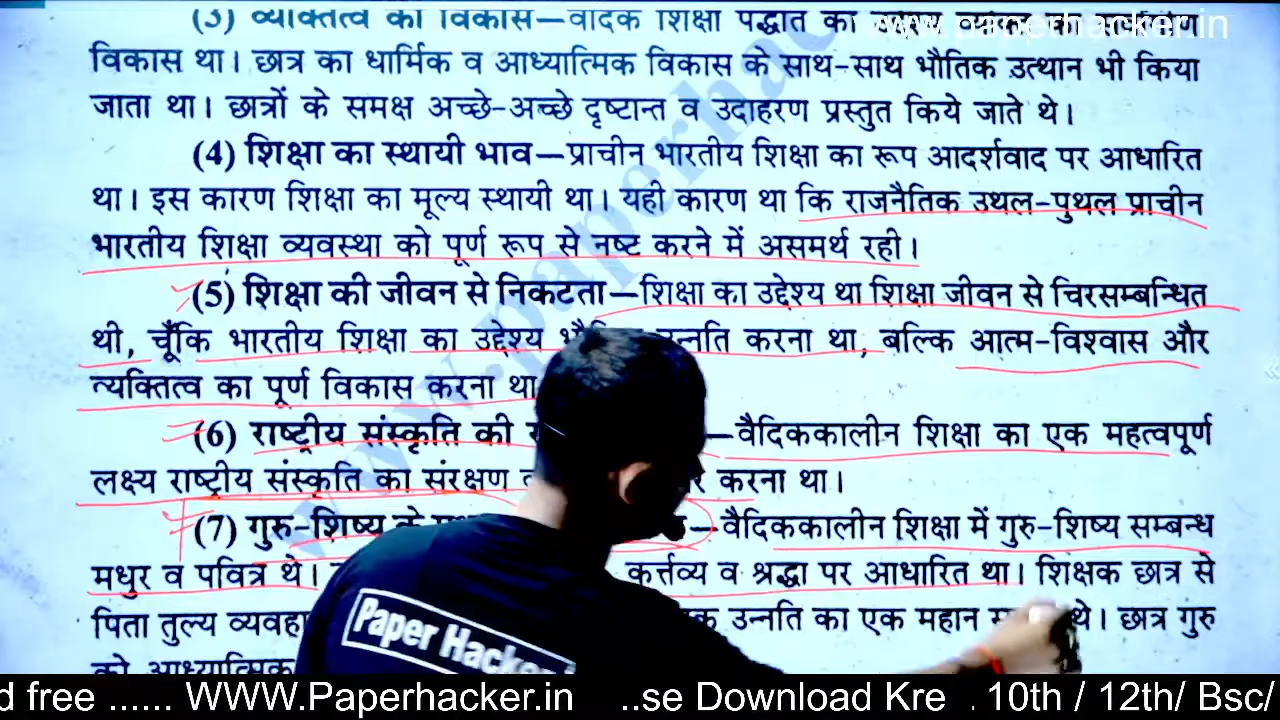 (3) व्यक्तित्व का विकास—वैदिक शिक्षा पद्धति का
www.paperhacker.in
विकास था। छात्र का धार्मिक व आध्यात्मिक विकास के साथ-साथ भौतिक उत्थान भी किया
जाता था। छात्रों के समक्ष अच्छे-अच्छे दृष्टान्त व उदाहरण प्रस्तुत किये जाते थे।
(4) शिक्षा का स्थायी भाव—प्राचीन भारतीय शिक्षा का रूप आदर्शवाद पर आधारित
था। इस कारण शिक्षा का मूल्य स्थायी था। यही कारण था कि राजनैतिक उथल-पुथल प्राचीन
भारतीय शिक्षा व्यवस्था को पूर्ण रूप से नष्ट करने में असमर्थ रही।
(5) शिक्षा की जीवन से निकटता—शिक्षा का उद्देश्य था शिक्षा जीवन से चिरसम्बन्धित
थी, चूँकि भारतीय शिक्षा का उद्देश्य उन्नति करना था, बल्कि आत्म-विश्वास और
व्यक्तित्व का पूर्ण विकास करना था
(6) राष्ट्रीय संस्कृति की —वैदिककालीन शिक्षा का एक महत्वपूर्ण
लक्ष्य राष्ट्रीय संस्कृति का संरक्षण करना था।
(7) गुरु-शिष्य के —वैदिककालीन शिक्षा में गुरु-शिष्य सम्बन्ध
मधुर व पवित्र थे। कर्त्तव्य व श्रद्धा पर आधारित था। शिक्षक छात्र से
पिता तुल्य उन्नति का एक महान थे। छात्र गुरु
को आध्यात्मिक
Paper Hacker
d free ...... WWW.Paperhacker.in ..se Download Kre . 10th / 12th/ Bsc/